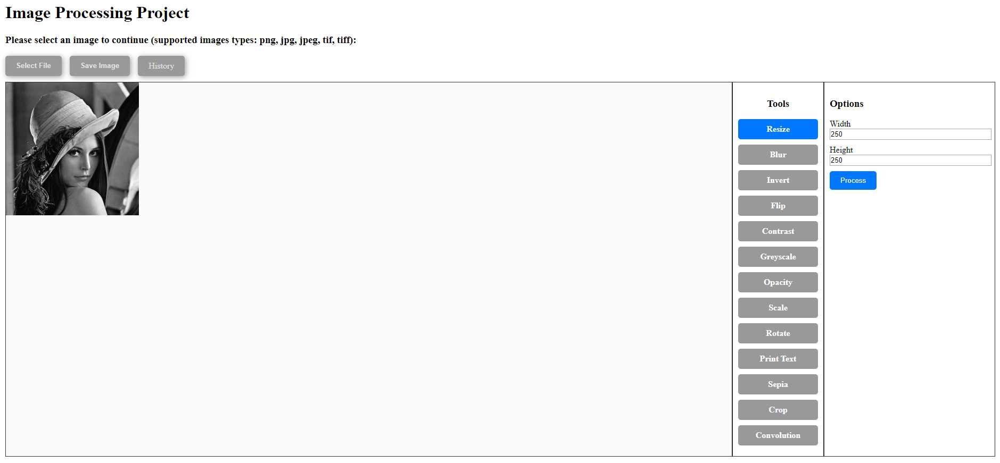 Image Processing Project
Please select an image to continue (supported images types: png, jpg, jpeg, tif, tiff):
Select File
Save Image
History
Tools
Resize
Blur
Invert
Flip
Contrast
Greyscale
Opacity
Scale
Rotate
Print Text
Sepia
Crop
Convolution
Options
Width
250
Height
250
Process